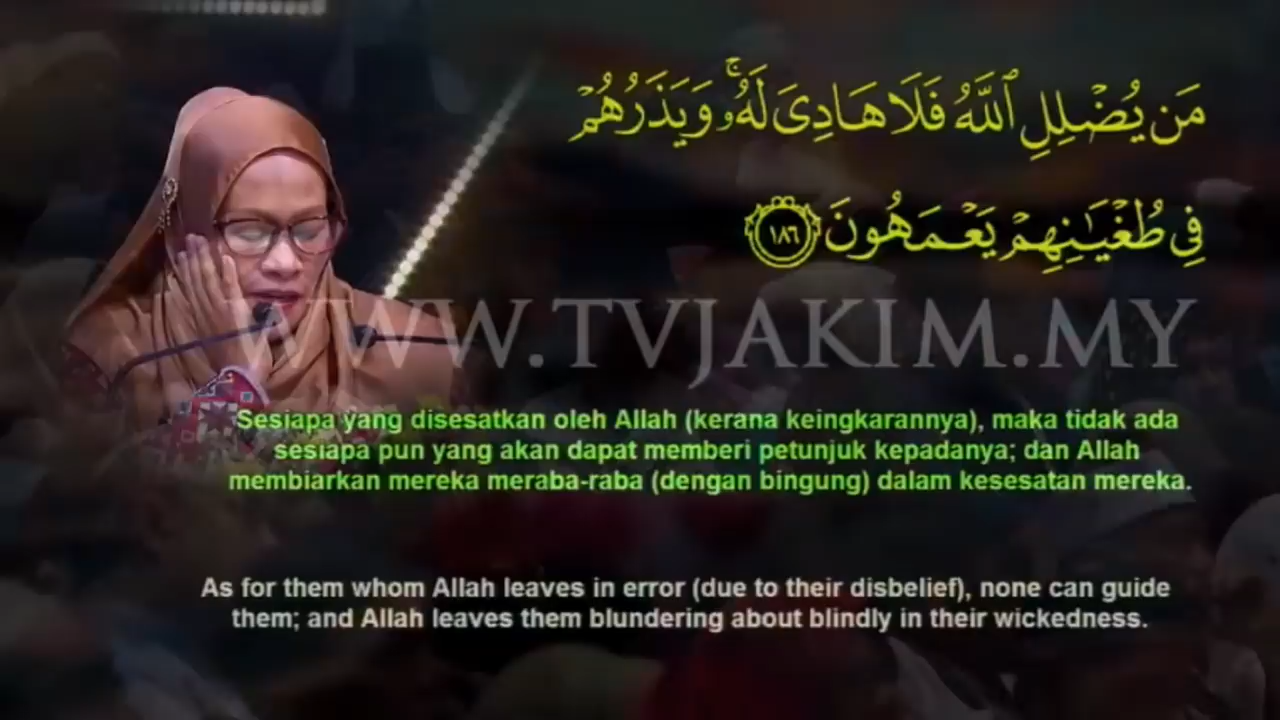 مَن يُضْلِلِ ٱللَّهُ فَلَا هَادِىَ لَهُۥ ۚ وَيَذَرُهُمْ
فِى طُغْيَـٰنِهِمْ يَعْمَهُونَ ١٨٦
WWW.TVJAKIM.MY
Sesiapa yang disesatkan oleh Allah (kerana keingkarannya), maka tidak ada
sesiapa pun yang akan dapat memberi petunjuk kepadanya; dan Allah
membiarkan mereka meraba-raba (dengan bingung) dalam kesesatan mereka.
As for them whom Allah leaves in error (due to their disbelief), none can guide
them; and Allah leaves them blundering about blindly in their wickedness.